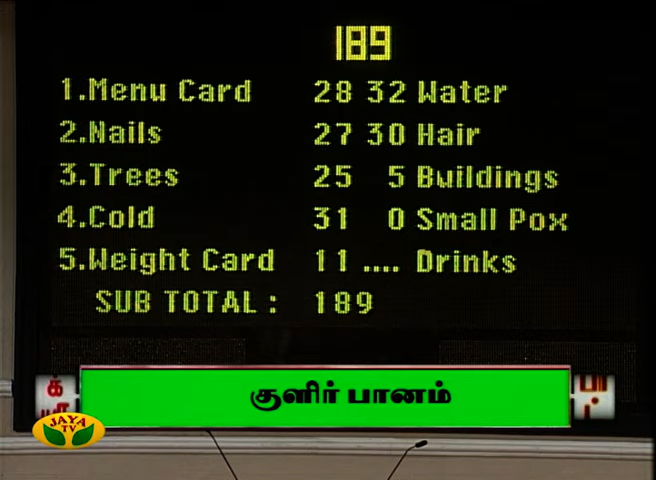 189
1.Menu Card 28 32 Water
2.Nails 27 30 Hair
3.Trees 25 5 Buildings
4.Cold 31 0 Small Pox
5.Weight Card 11 .... Drinks
SUB TOTAL : 189
குளிர் பானம்
JAYA TV